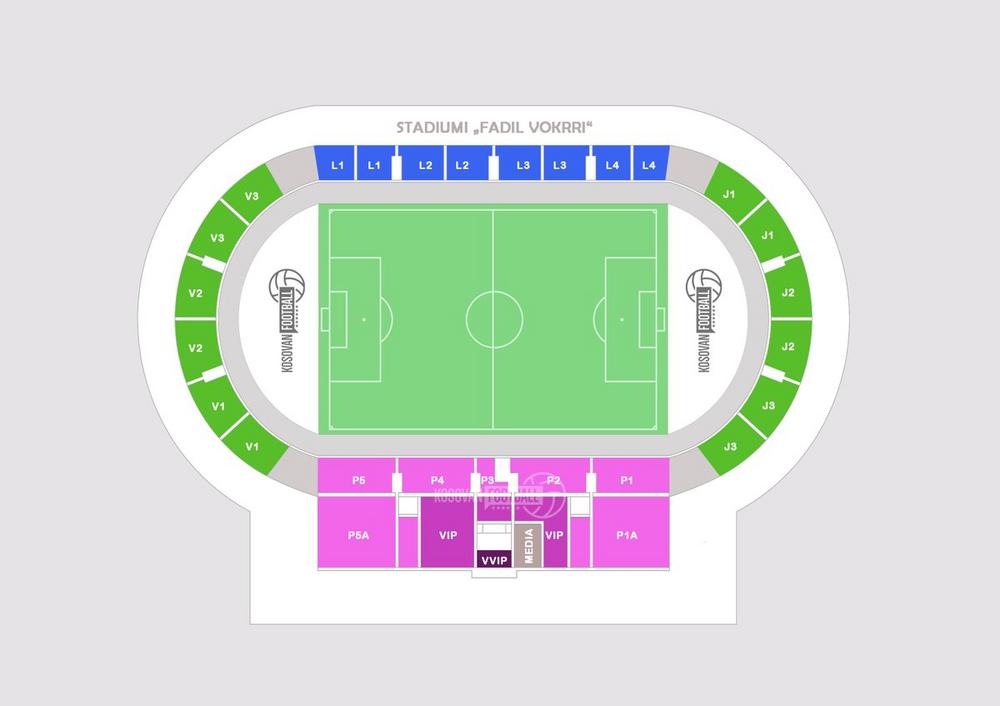 STADIUMI „FADIL VOKRRI“
L1 L1 L2 L2 L3 L3 L4 L4
V3 J1
V3 J1
V2 J2
KOSOVAN FOOTBALL KOSOVAN FOOTBALL
V2 J2
V1 J3
V1 J3
P5 P4 P3 P2 P1
KOSOVAN FOOTBALL
P5A VIP MEDIA VIP P1A
VVIP